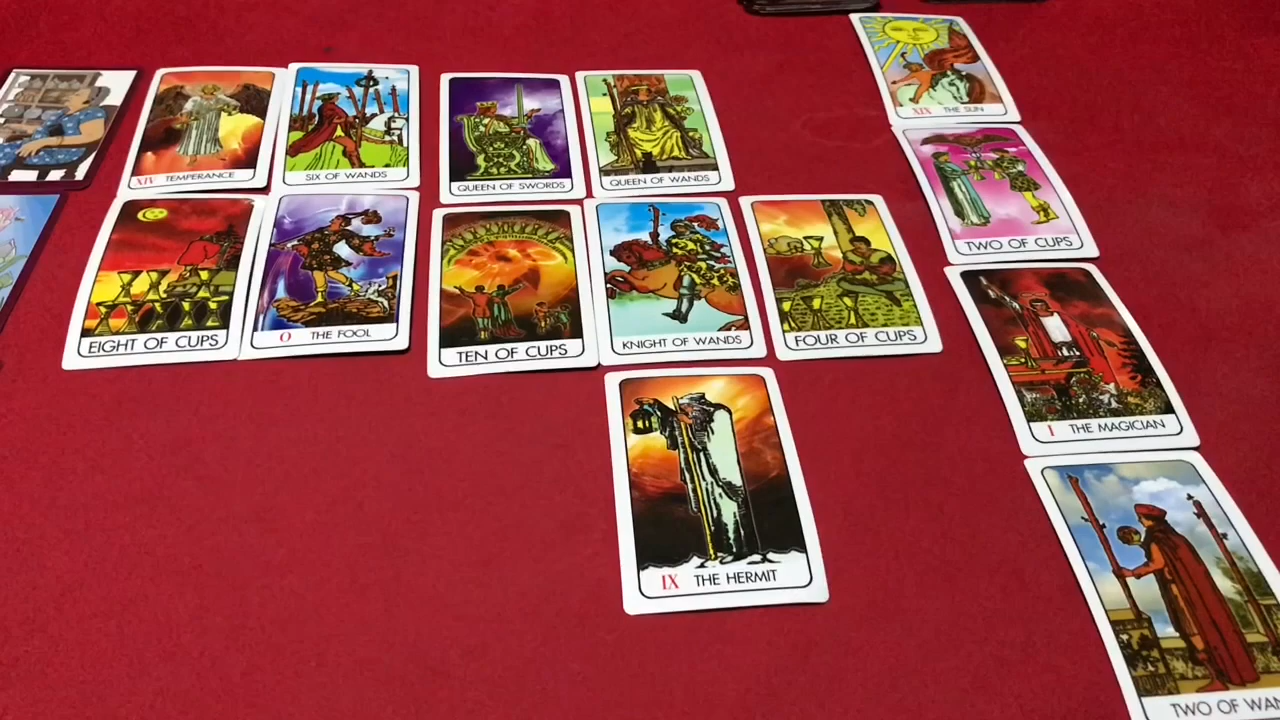 XIV TEMPERANCE
SIX OF WANDS
QUEEN OF SWORDS
QUEEN OF WANDS
XIX THE SUN
TWO OF CUPS
EIGHT OF CUPS
0 THE FOOL
TEN OF CUPS
KNIGHT OF WANDS
FOUR OF CUPS
I THE MAGICIAN
IX THE HERMIT
TWO OF WAN